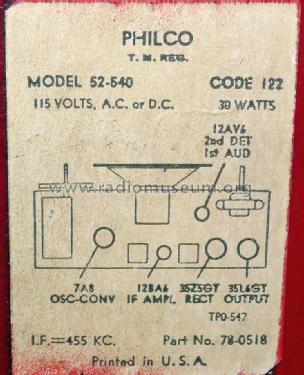 PHILCO
T. M. REG.
MODEL 52-540 CODE 122
115 VOLTS, A.C. or D.C. 30 WATTS
12AV6
2nd DET
1st AUD
© www.radiomuseum.org
7A8 12BA6 35Z5GT 35L6GT
OSC-CONV IF AMPL. RECT OUTPUT
TP0-547
I.F.=455 KC. Part No. 78-0518
Printed in U.S.A.